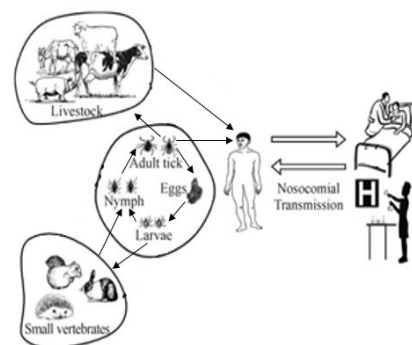 Livestock
Adult tick
Nymph
Eggs
Larvae
Small vertebrates
Nosocomial
Transmission
H